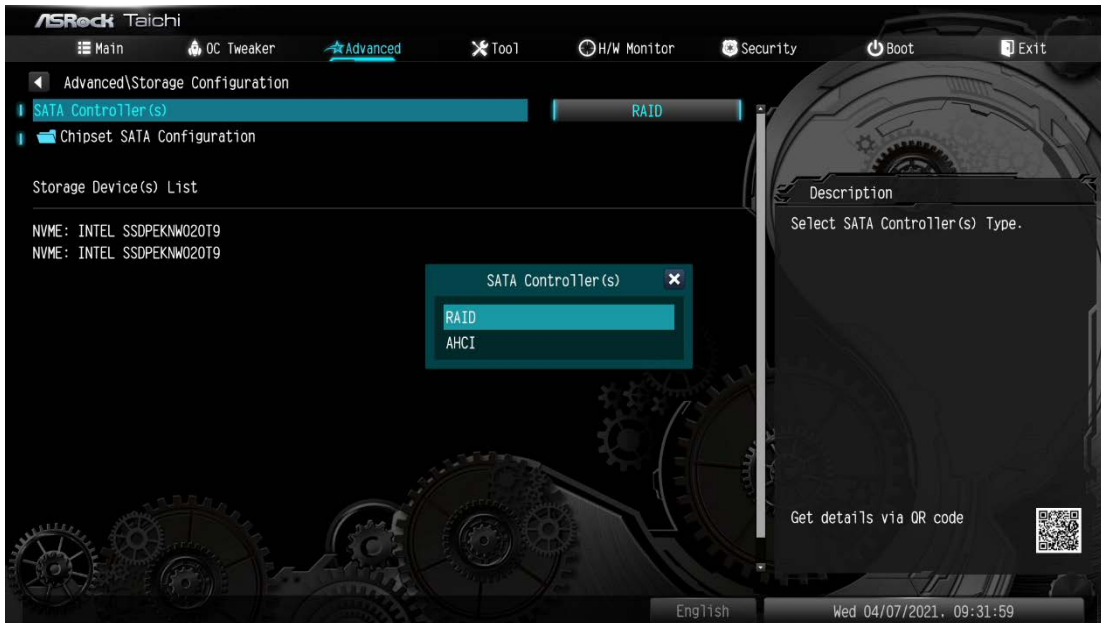 ASRock Taichi
Main OC Tweaker Advanced Tool H/W Monitor Security Boot Exit
Advanced\Storage Configuration
SATA Controller(s) RAID
Chipset SATA Configuration
Storage Device(s) List
NVME: INTEL SSDPEKNW020T9
NVME: INTEL SSDPEKNW020T9
SATA Controller(s)
RAID
AHCI
Description
Select SATA Controller(s) Type.
Get details via QR code
English
Wed 04/07/2021. 09:31:59